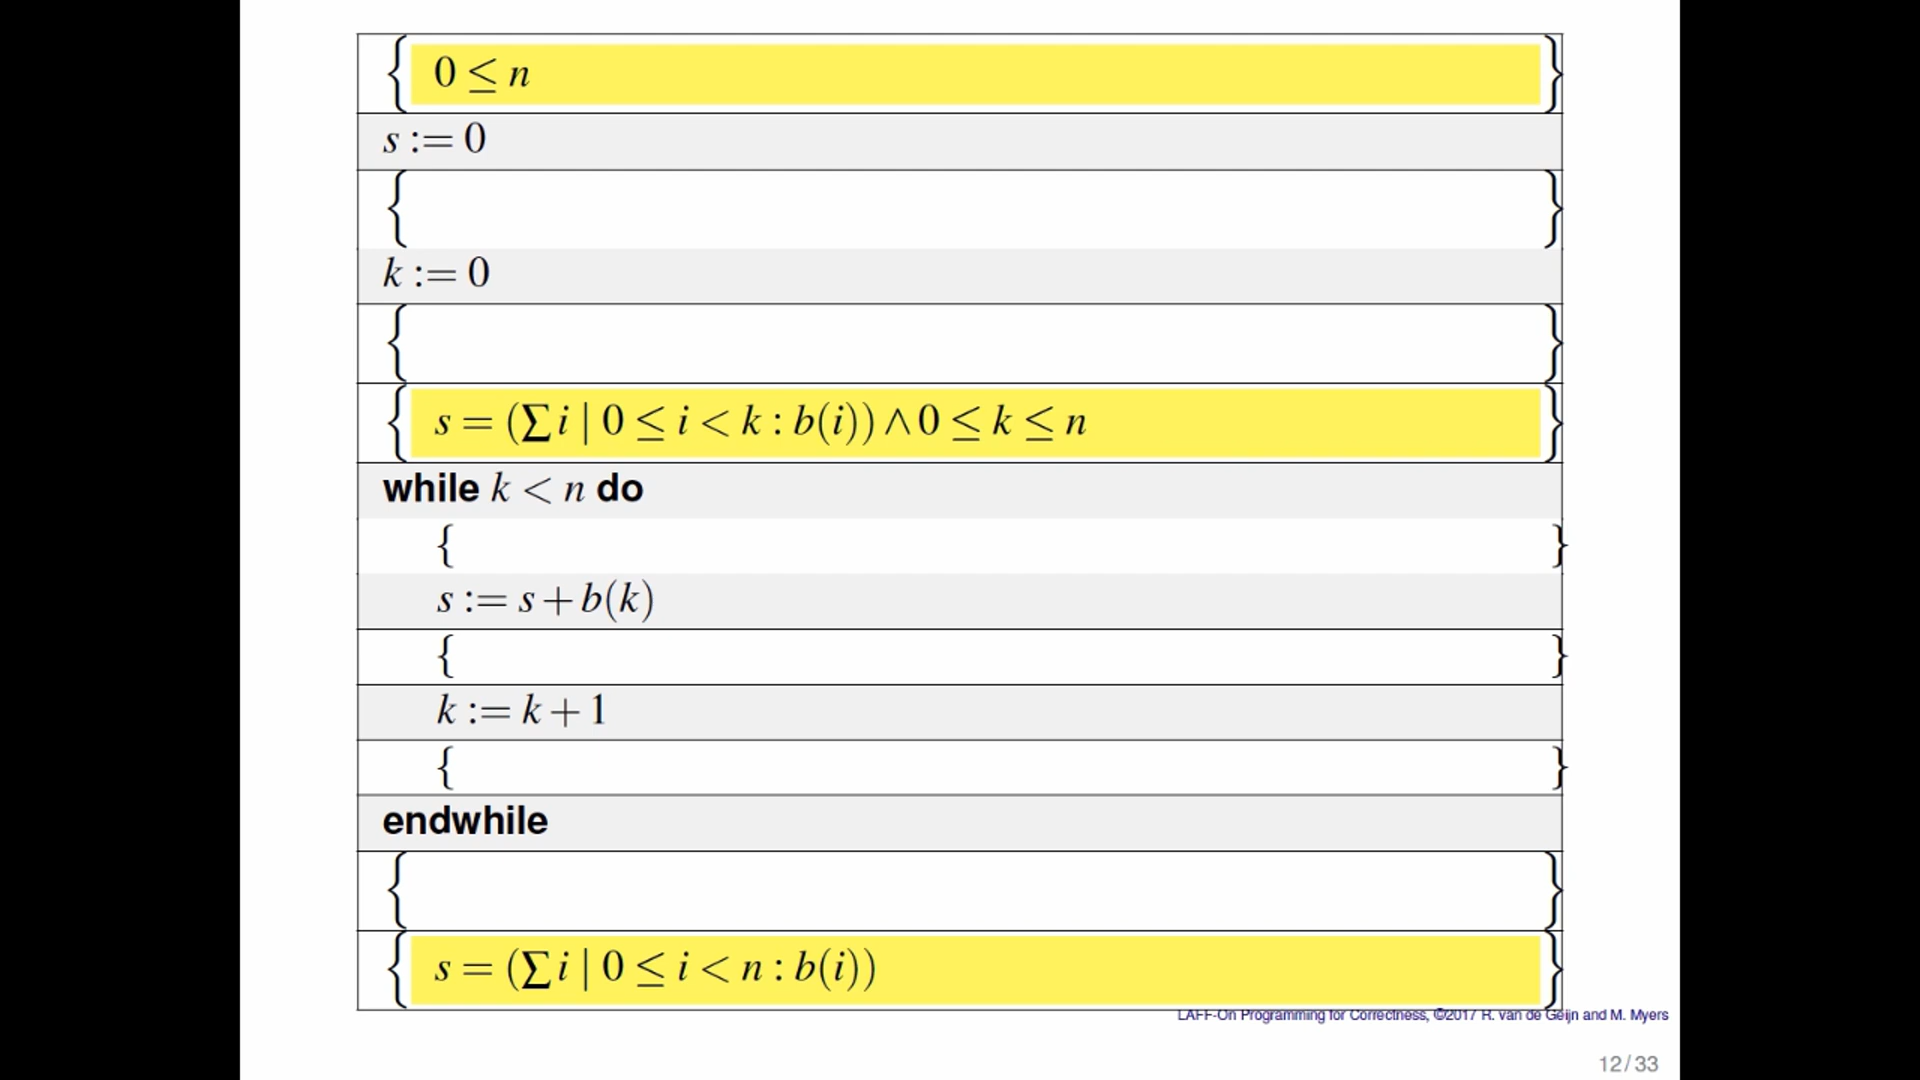 { 0 ≤ n }
s := 0
{ }
k := 0
{ }
{ s = (∑i | 0 ≤ i < k : b(i)) ∧ 0 ≤ k ≤ n }
while k < n do
{ }
s := s + b(k)
{ }
k := k + 1
{ }
endwhile
{ }
{ s = (∑i | 0 ≤ i < n : b(i)) }
LAFF-On Programming for Correctness, ©2017 R. van de Geijn and M. Myers
12/33